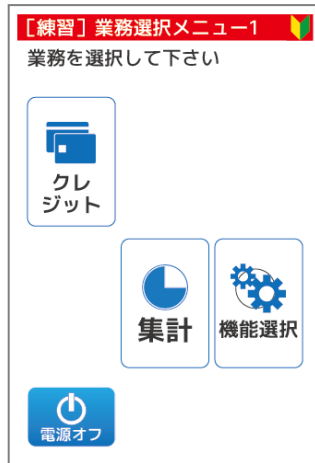 ［練習］業務選択メニュー1
業務を選択して下さい
クレ
ジット
集計
機能選択
電源オフ